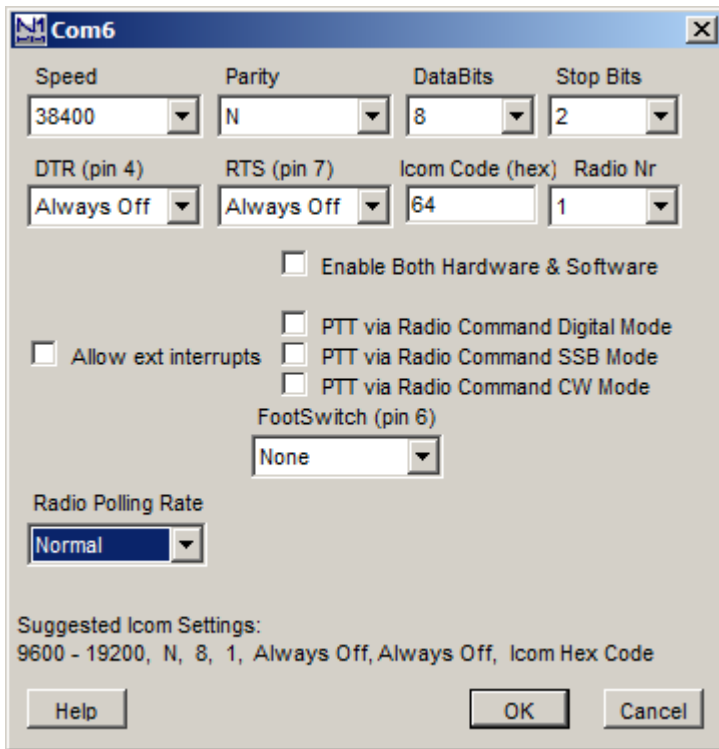 N1 Com6
Speed Parity DataBits Stop Bits
38400 N 8 2
DTR (pin 4) RTS (pin 7) Icom Code (hex) Radio Nr
Always Off Always Off 64 1
Enable Both Hardware & Software
PTT via Radio Command Digital Mode
Allow ext interrupts PTT via Radio Command SSB Mode
PTT via Radio Command CW Mode
FootSwitch (pin 6)
None
Radio Polling Rate
Normal
Suggested Icom Settings:
9600 - 19200, N, 8, 1, Always Off, Always Off, Icom Hex Code
Help OK Cancel